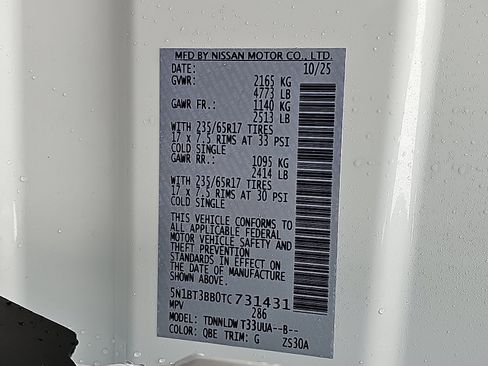 MFD BY NISSAN MOTOR CO., LTD.
DATE: 10/25
GVWR: 2165 KG
4773 LB
GAWR FR.: 1140 KG
2513 LB
WITH 235/65R17 TIRES
17 x 7.5 RIMS AT 33 PSI
COLD SINGLE
GAWR RR.: 1095 KG
2414 LB
WITH 235/65R17 TIRES
17 x 7.5 RIMS AT 30 PSI
COLD SINGLE
THIS VEHICLE CONFORMS TO
ALL APPLICABLE FEDERAL
MOTOR VEHICLE SAFETY AND
THEFT PREVENTION
STANDARDS IN EFFECT ON
THE DATE OF MANUFACTURE
SHOWN ABOVE.
5N1BT3BB0TC731431
MPV 286
MODEL: TDNNLDWT33UUA--B--
COLOR: QBE TRIM: G ZS30A